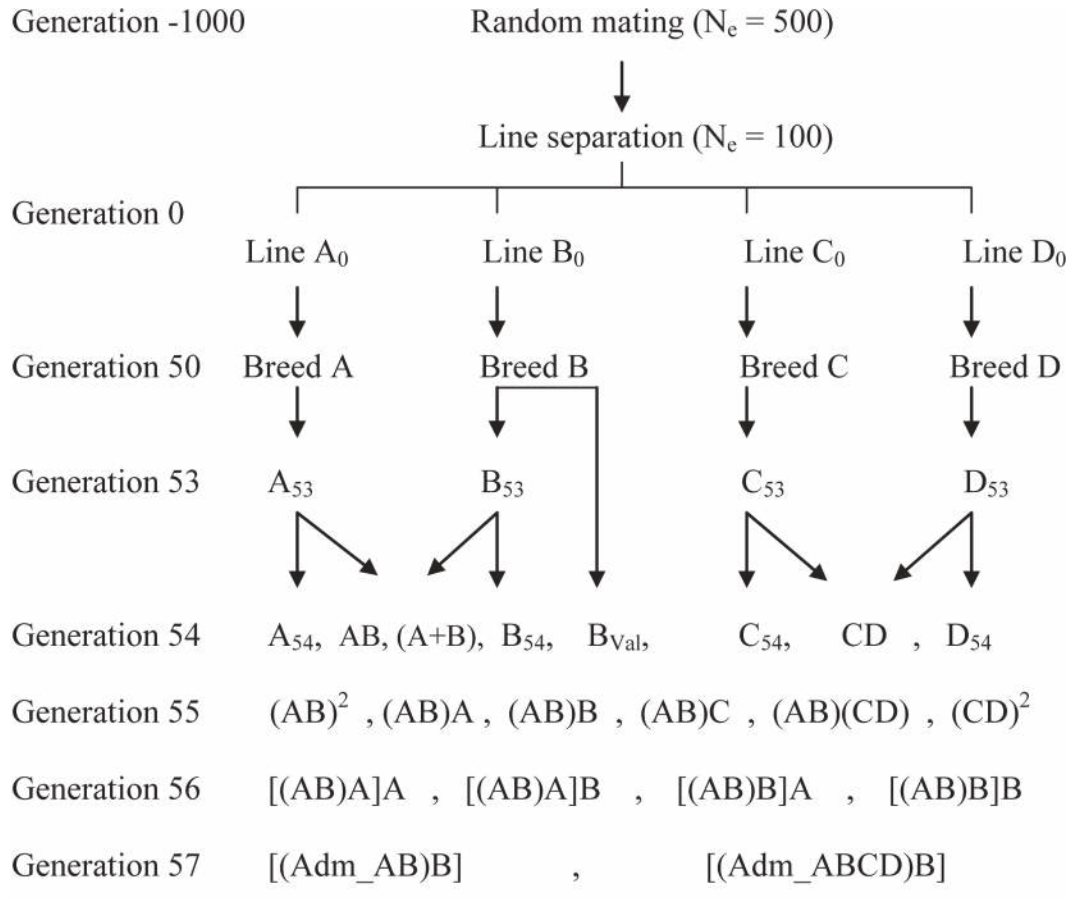 Generation -1000 Random mating (Nₑ = 500)
Line separation (Nₑ = 100)
Generation 0
Line A₀ Line B₀ Line C₀ Line D₀
Generation 50 Breed A Breed B Breed C Breed D
Generation 53 A₅₃ B₅₃ C₅₃ D₅₃
Generation 54 A₅₄, AB, (A+B), B₅₄, B_Val, C₅₄, CD , D₅₄
Generation 55 (AB)² , (AB)A , (AB)B , (AB)C , (AB)(CD) , (CD)²
Generation 56 [(AB)A]A , [(AB)A]B , [(AB)B]A , [(AB)B]B
Generation 57 [(Adm_AB)B] , [(Adm_ABCD)B]